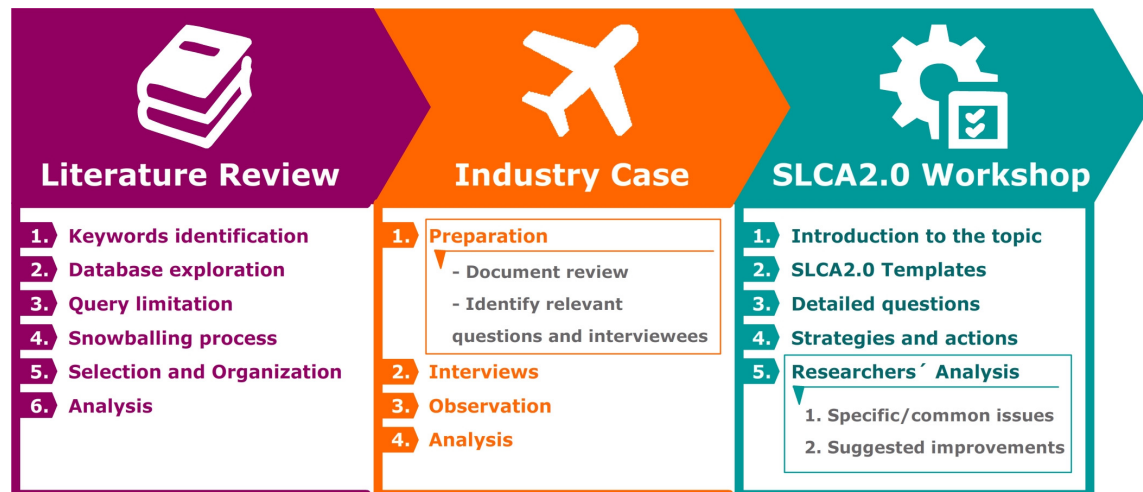 Literature Review
1. Keywords identification
2. Database exploration
3. Query limitation
4. Snowballing process
5. Selection and Organization
6. Analysis
Industry Case
1. Preparation
- Document review
- Identify relevant
questions and interviewees
2. Interviews
3. Observation
4. Analysis
SLCA2.0 Workshop
1. Introduction to the topic
2. SLCA2.0 Templates
3. Detailed questions
4. Strategies and actions
5. Researchers´ Analysis
1. Specific/common issues
2. Suggested improvements